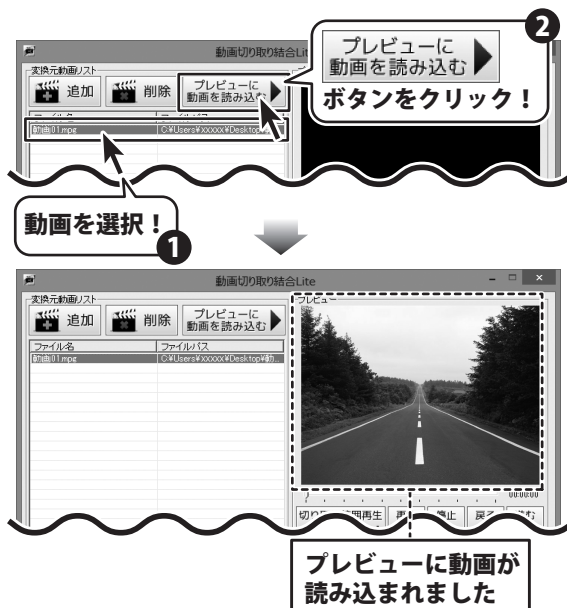 動画切り取り結合Lit
変換元動画リスト
追加
削除
プレビューに
動画を読み込む
動画01.mpg
C:¥Users¥xxxxx¥Desktop¥
2
プレビューに
動画を読み込む
ボタンをクリック!
動画を選択!
1
動画切り取り結合Lite
変換元動画リスト
追加
削除
プレビューに
動画を読み込む
プレビュー
ファイル名
ファイルパス
動画01.mpg
C:¥Users¥xxxxx¥Desktop¥動...
00:00:00
プレビューに動画が
読み込まれました